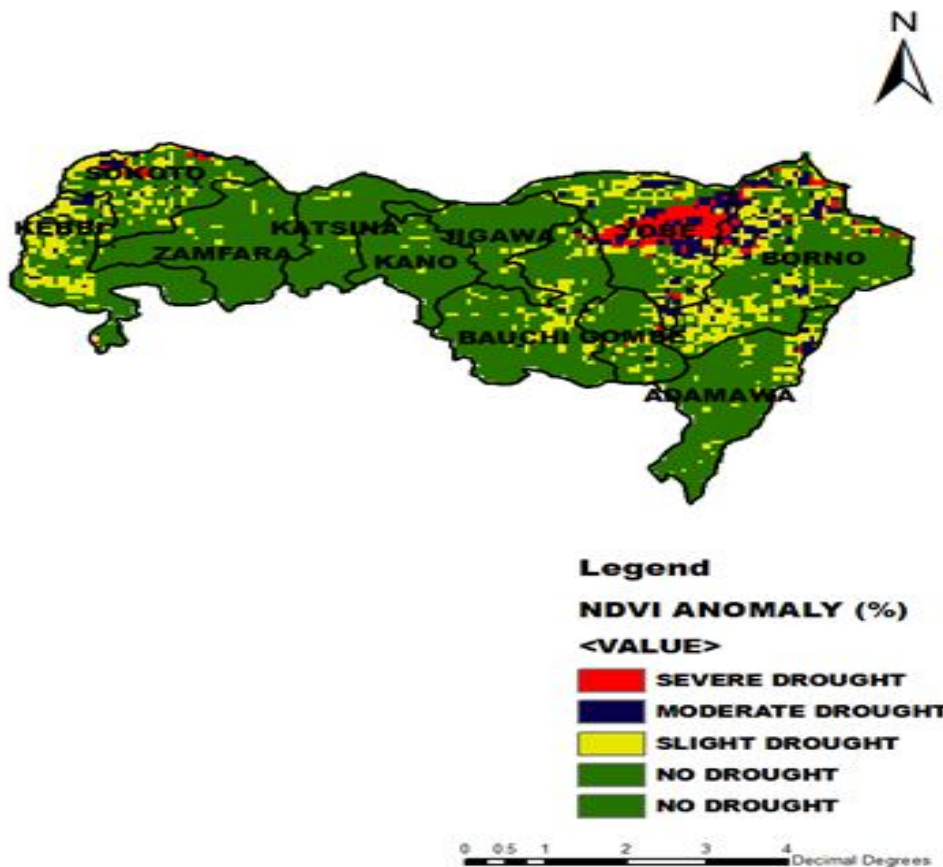 N
SOKOTO
KEBBI
KATSINA
ZAMFARA
JIGAWA
KANO
YOBE
BORNO
BAUCHI
GOMBE
ADAMAWA
Legend
NDVI ANOMALY (%)
<VALUE>
SEVERE DROUGHT
MODERATE DROUGHT
SLIGHT DROUGHT
NO DROUGHT
NO DROUGHT
0 0.5 1 2 3 4
Decimal Degrees